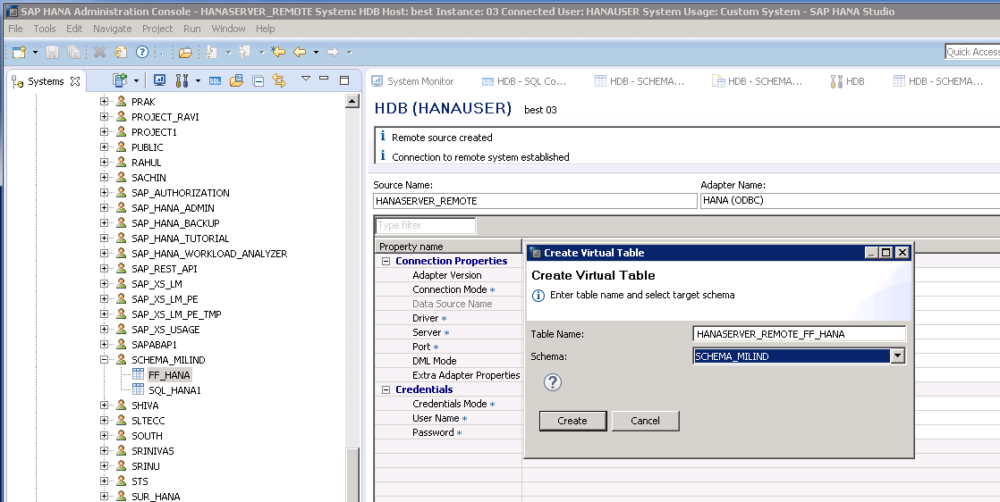 SAP HANA Administration Console - HANASERVER_REMOTE System: HDB Host: best Instance: 03 Connected User: HANAUSER System Usage: Custom System - SAP HANA Studio
File Tools Edit Navigate Project Run Window Help
Quick Access
Systems
SQL
System Monitor
HDB - SQL Co...
HDB - SCHEMA...
HDB - SCHEMA...
HDB
HDB - SCHEMA...
PRAK
PROJECT_RAVI
PROJECT1
PUBLIC
RAHUL
SACHIN
SAP_AUTHORIZATION
SAP_HANA_ADMIN
SAP_HANA_BACKUP
SAP_HANA_TUTORIAL
SAP_HANA_WORKLOAD_ANALYZER
SAP_REST_API
SAP_XS_LM
SAP_XS_LM_PE
SAP_XS_LM_PE_TMP
SAP_XS_USAGE
SAPABAP1
SCHEMA_MILIND
FF_HANA
SQL_HANA1
SHIVA
SLTECC
SOUTH
SRINIVAS
SRINU
STS
SUR_HANA
HDB (HANAUSER) best 03
Remote source created
Connection to remote system established
Source Name:
HANASERVER_REMOTE
Adapter Name:
HANA (ODBC)
Type filter
Property name
Connection Properties
Adapter Version
Connection Mode *
Data Source Name
Driver *
Server *
Port *
DML Mode
Extra Adapter Properties
Credentials
Credentials Mode *
User Name *
Password *
Create Virtual Table
Create Virtual Table
Enter table name and select target schema
Table Name: HANASERVER_REMOTE_FF_HANA
Schema: SCHEMA_MILIND
Create Cancel